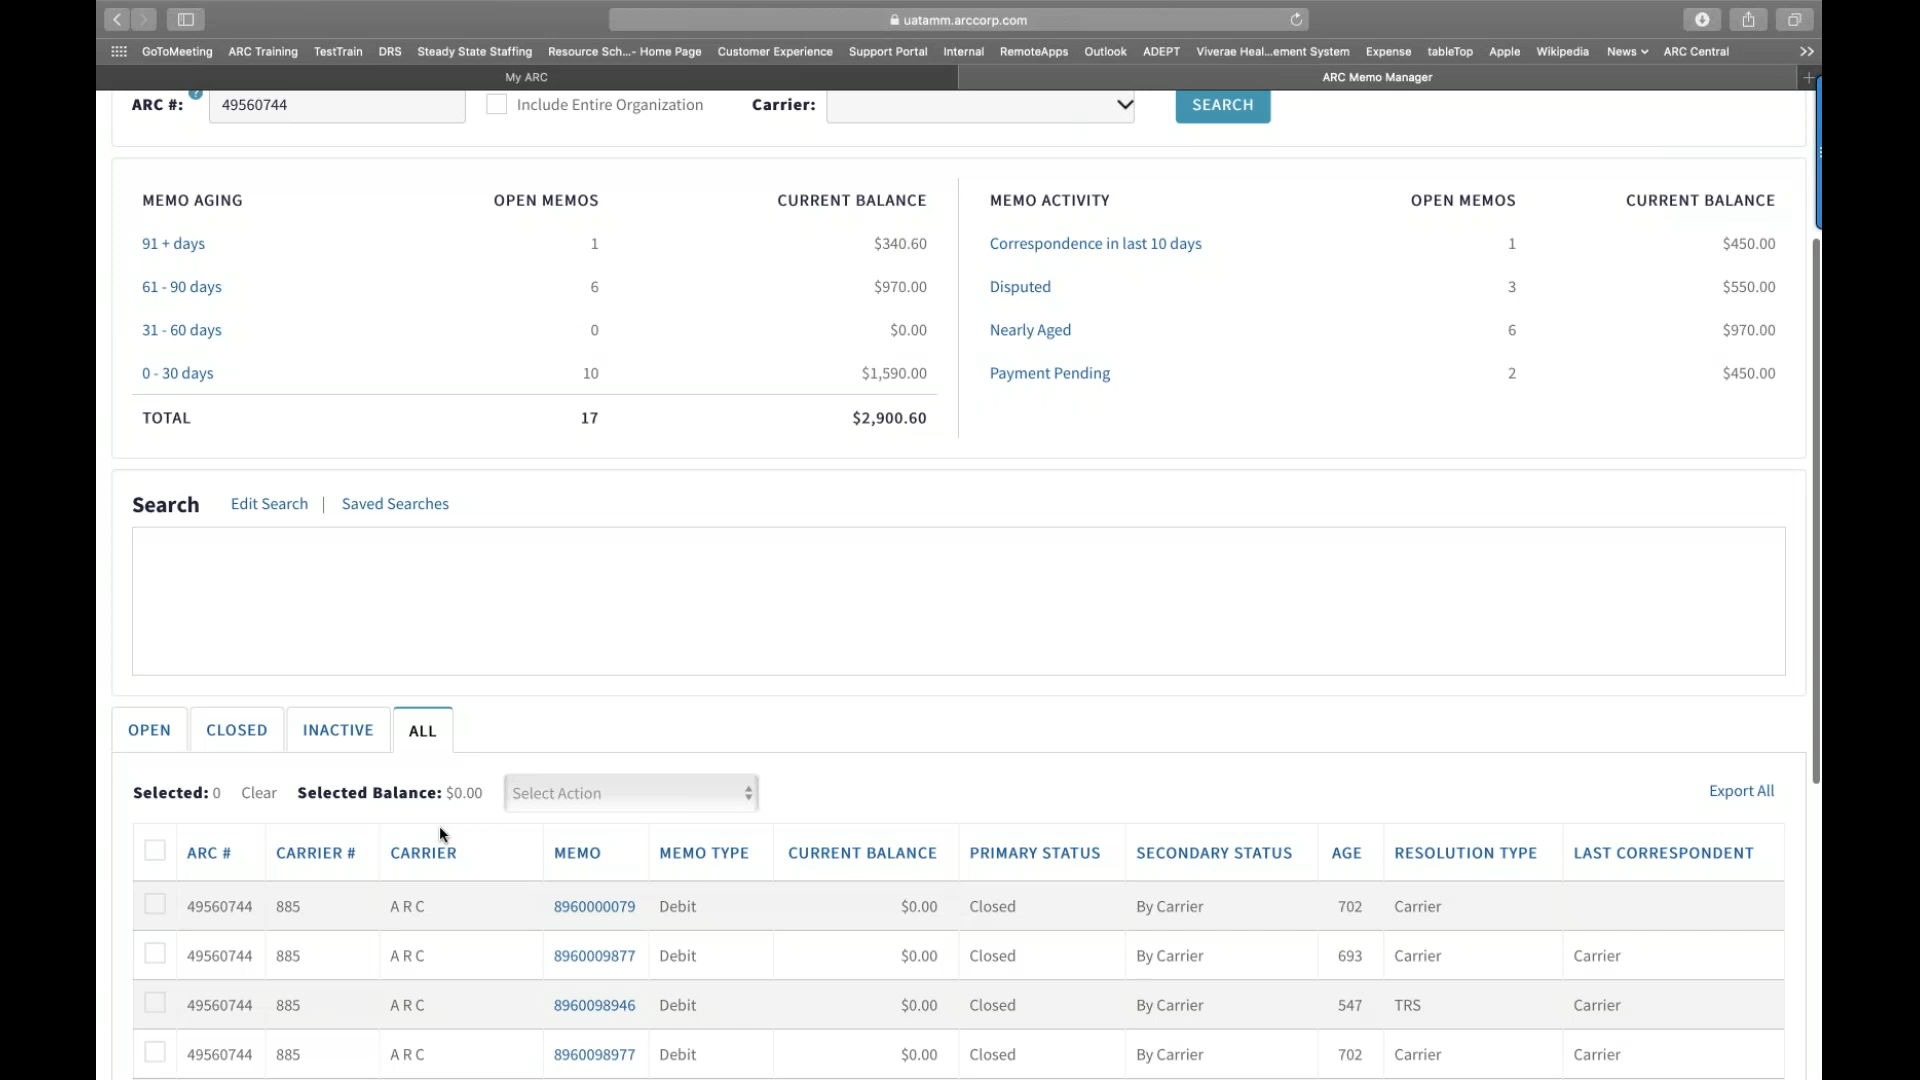 uatamm.arccorp.com
GoToMeeting ARC Training TestTrain DRS Steady State Staffing Resource Sch...- Home Page Customer Experience Support Portal Internal RemoteApps Outlook ADEPT Viverae Heal...ement System Expense tableTop Apple Wikipedia News ARC Central >>
My ARC ARC Memo Manager +
ARC #: ? 49560744 Include Entire Organization Carrier: SEARCH
MEMO AGING OPEN MEMOS CURRENT BALANCE MEMO ACTIVITY OPEN MEMOS CURRENT BALANCE
91 + days 1 $340.60 Correspondence in last 10 days 1 $450.00
61 - 90 days 6 $970.00 Disputed 3 $550.00
31 - 60 days 0 $0.00 Nearly Aged 6 $970.00
0 - 30 days 10 $1,590.00 Payment Pending 2 $450.00
TOTAL 17 $2,900.60
Search Edit Search | Saved Searches
OPEN CLOSED INACTIVE ALL
Selected: 0 Clear Selected Balance: $0.00 Select Action Export All
ARC # CARRIER # CARRIER MEMO MEMO TYPE CURRENT BALANCE PRIMARY STATUS SECONDARY STATUS AGE RESOLUTION TYPE LAST CORRESPONDENT
49560744 885 A R C 8960000079 Debit $0.00 Closed By Carrier 702 Carrier
49560744 885 A R C 8960009877 Debit $0.00 Closed By Carrier 693 Carrier Carrier
49560744 885 A R C 8960098946 Debit $0.00 Closed By Carrier 547 TRS Carrier
49560744 885 A R C 8960098977 Debit $0.00 Closed By Carrier 702 Carrier Carrier